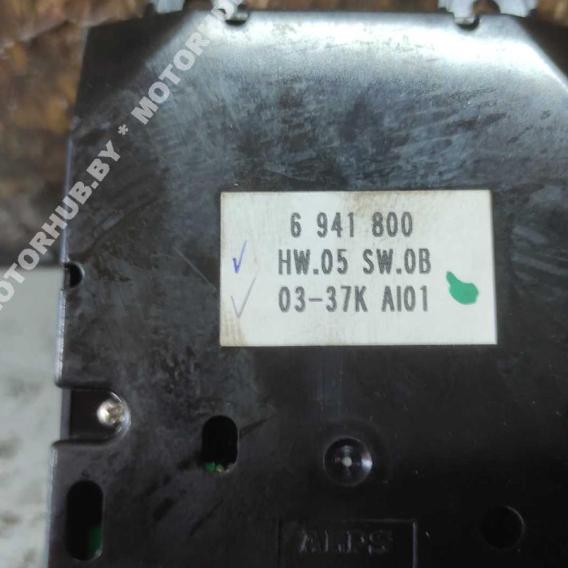 MOTORHUB.BY * MOTORHUB
6 941 800
HW.05 SW.0B
03-37K AI01
ALPS